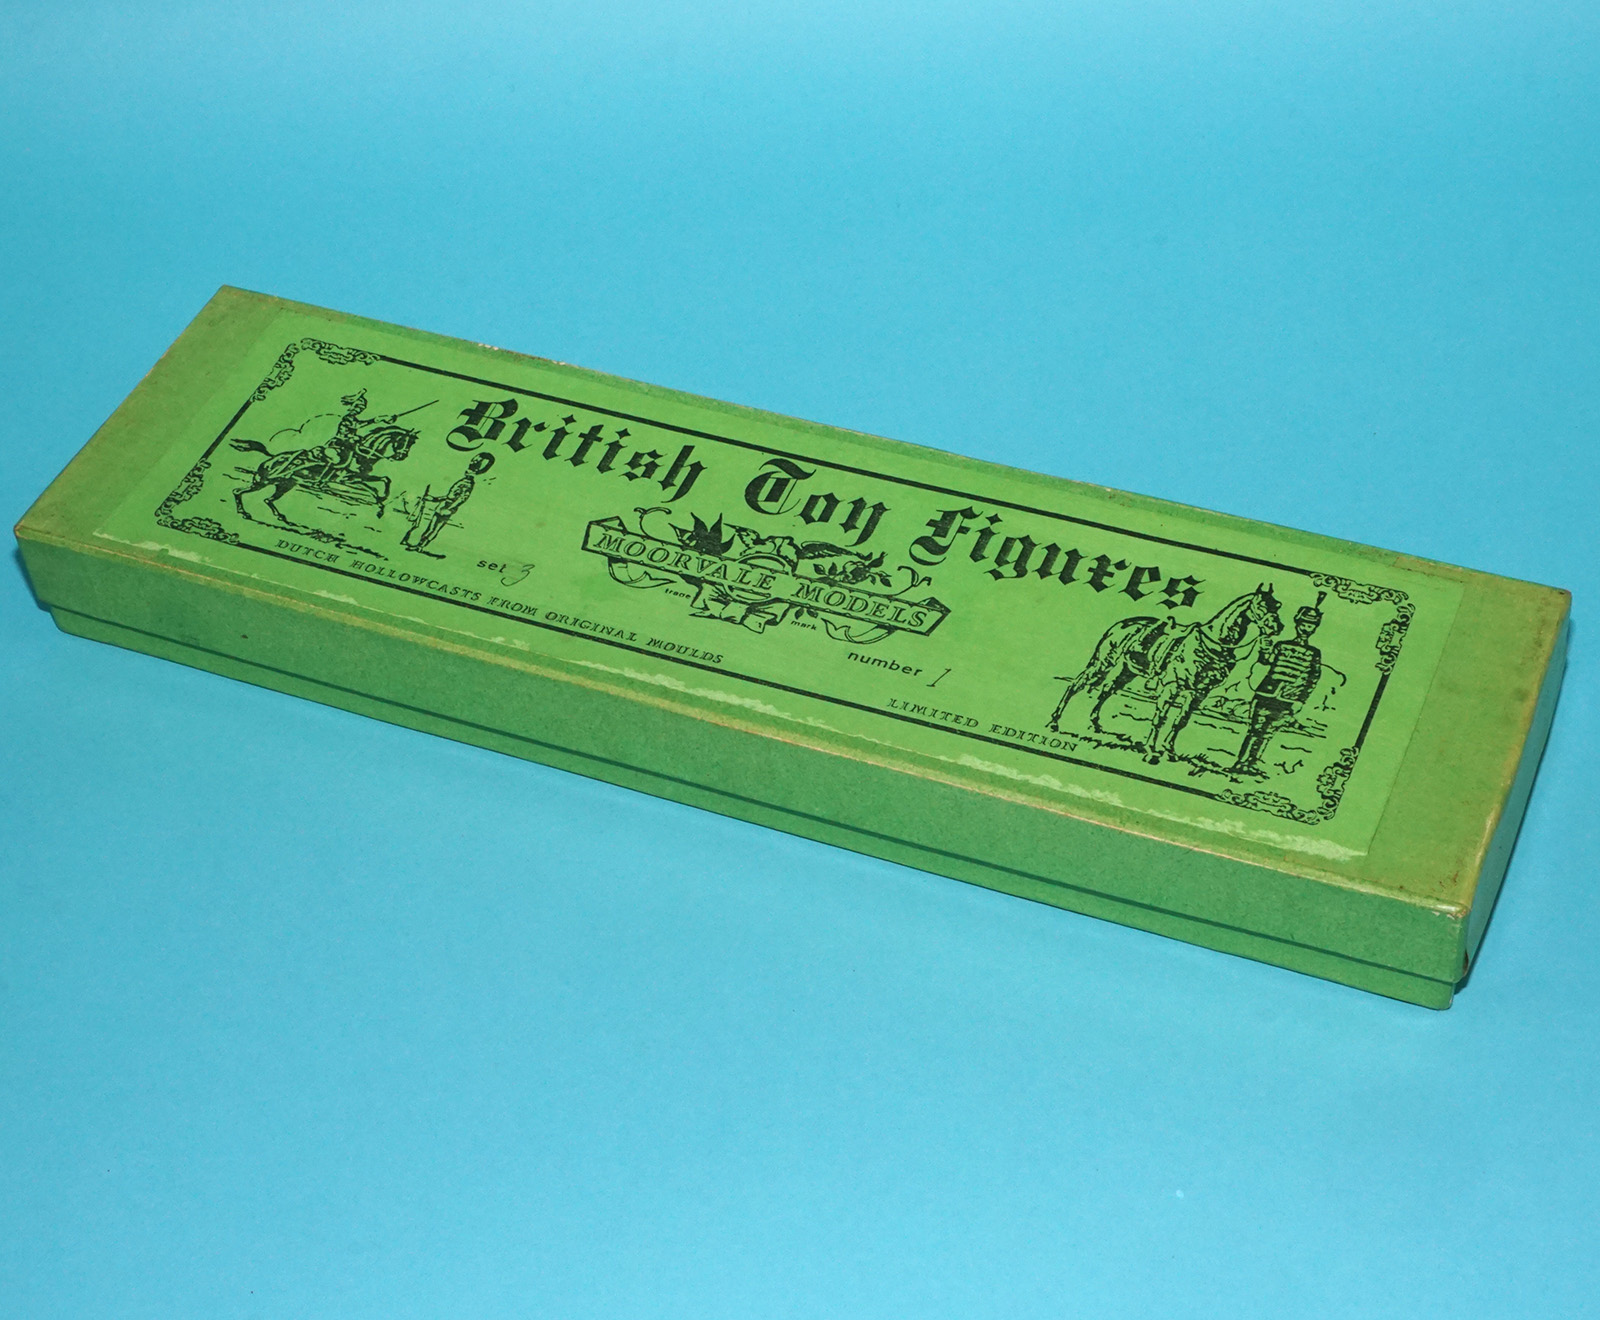 British Toy Figures
MOORVALE MODELS
trade mark
set 3
number 1
DUTCH HOLLOWCASTS FROM ORIGINAL MOULDS
LIMITED EDITION